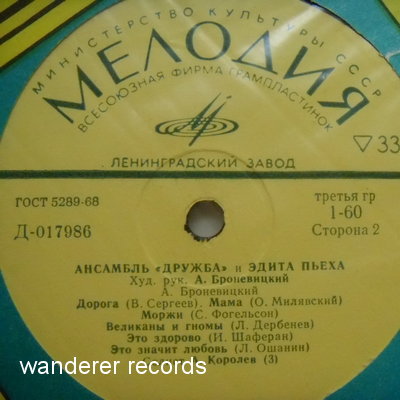 МИНИСТЕРСТВО КУЛЬТУРЫ СССР
МЕЛОДИЯ
ВСЕСОЮЗНАЯ ФИРМА ГРАМПЛАСТИНОК
ЛЕНИНГРАДСКИЙ ЗАВОД
▽33
ГОСТ 5289-68
Д-017986
третья гр
1-60
Сторона 2
АНСАМБЛЬ «ДРУЖБА» и ЭДИТА ПЬЕХА
Худ. рук. А. Броневицкий
А. Броневицкий
Дорога (В. Сергеев). Мама (О. Милявский)
Моржи (С. Фогельсон)
Великаны и гномы (Л. Дербенев)
Это здорово (И. Шаферан)
Это значит любовь (Л. Ошанин)
Королев (3)
wanderer records